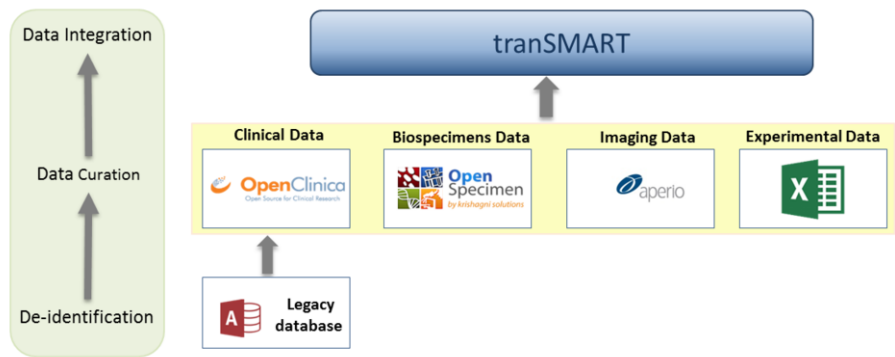 Data Integration
Data Curation
De-identification
tranSMART
Clinical Data
Biospecimens Data
Imaging Data
Experimental Data
OpenClinica
Open Source for Clinical Research
Open
Specimen
by krishagni solutions
aperio
X
A
Legacy
database